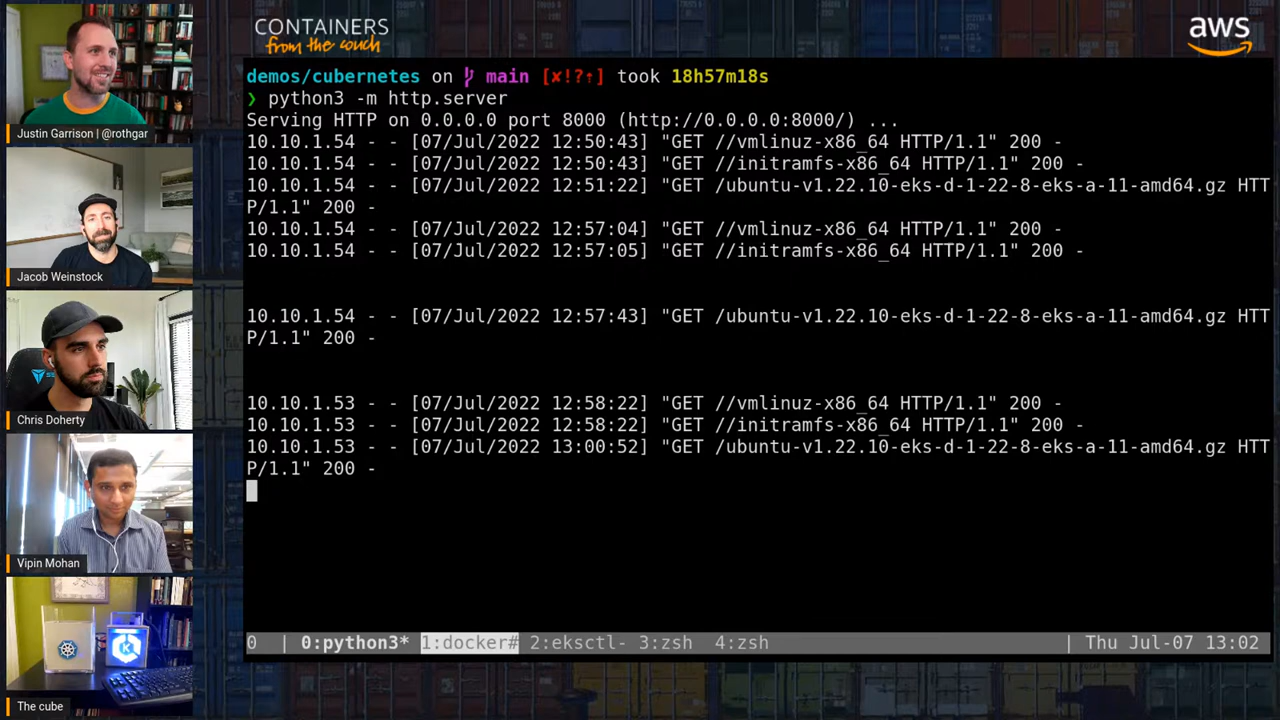 CONTAINERS
from the couch
aws
Justin Garrison | @rothgar
Jacob Weinstock
Chris Doherty
Vipin Mohan
The cube
demos/cubernetes on main [✘!?⇡] took 18h57m18s
❯ python3 -m http.server
Serving HTTP on 0.0.0.0 port 8000 (http://0.0.0.0:8000/) ...
10.10.1.54 - - [07/Jul/2022 12:50:43] "GET //vmlinuz-x86_64 HTTP/1.1" 200 -
10.10.1.54 - - [07/Jul/2022 12:50:43] "GET //initramfs-x86_64 HTTP/1.1" 200 -
10.10.1.54 - - [07/Jul/2022 12:51:22] "GET /ubuntu-v1.22.10-eks-d-1-22-8-eks-a-11-amd64.gz HTT
P/1.1" 200 -
10.10.1.54 - - [07/Jul/2022 12:57:04] "GET //vmlinuz-x86_64 HTTP/1.1" 200 -
10.10.1.54 - - [07/Jul/2022 12:57:05] "GET //initramfs-x86_64 HTTP/1.1" 200 -
10.10.1.54 - - [07/Jul/2022 12:57:43] "GET /ubuntu-v1.22.10-eks-d-1-22-8-eks-a-11-amd64.gz HTT
P/1.1" 200 -
10.10.1.53 - - [07/Jul/2022 12:58:22] "GET //vmlinuz-x86_64 HTTP/1.1" 200 -
10.10.1.53 - - [07/Jul/2022 12:58:22] "GET //initramfs-x86_64 HTTP/1.1" 200 -
10.10.1.53 - - [07/Jul/2022 13:00:52] "GET /ubuntu-v1.22.10-eks-d-1-22-8-eks-a-11-amd64.gz HTT
P/1.1" 200 -
0 | 0:python3* 1:docker# 2:eksctl- 3:zsh 4:zsh | Thu Jul-07 13:02